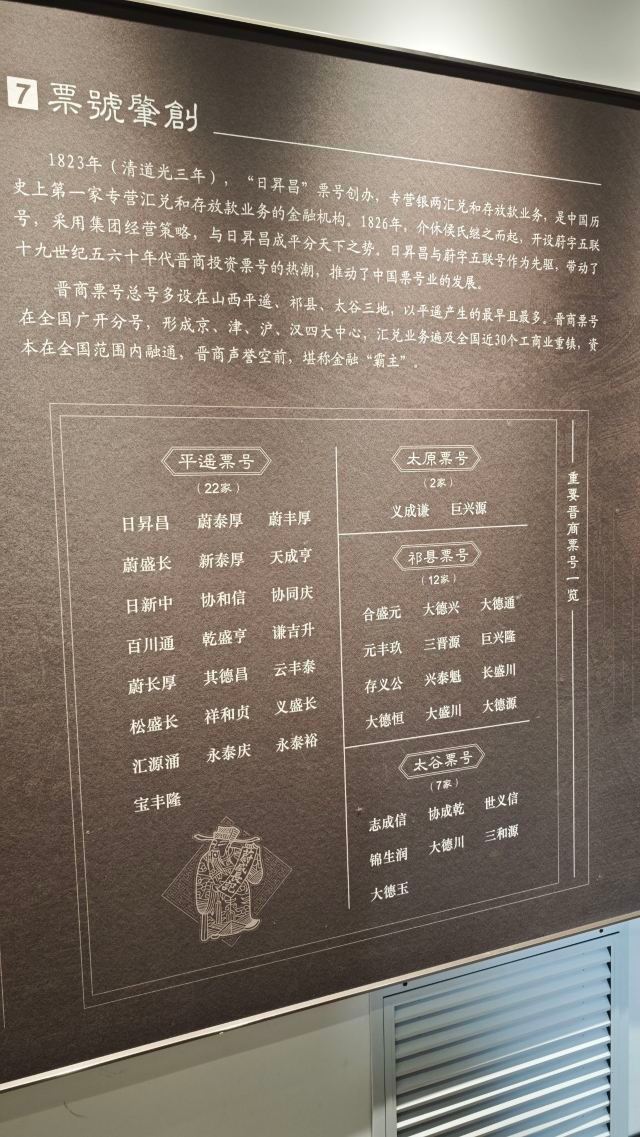 7 票號肇創
1823年（清道光三年），“日昇昌”票号创办，专营银两汇兑和存放款业务，是中国历
史上第一家专营汇兑和存放款业务的金融机构。1826年，介休侯氏继之而起，开设蔚字五联
号，采用集团经营策略，与日昇昌成平分天下之势。日昇昌与蔚字五联号作为先驱，带动了
十九世纪五六十年代晋商投资票号的热潮，推动了中国票号业的发展。
晋商票号总号多设在山西平遥、祁县、太谷三地，以平遥产生的最早且最多。晋商票号
在全国广开分号，形成京、津、沪、汉四大中心，汇兑业务遍及全国近30个工商业重镇，资
本在全国范围内融通，晋商声誉空前，堪称金融“霸主”。
重要晋商票号一览
平遥票号
（22家）
日昇昌 蔚泰厚 蔚丰厚
蔚盛长 新泰厚 天成亨
日新中 协和信 协同庆
百川通 乾盛亨 谦吉升
蔚长厚 其德昌 云丰泰
松盛长 祥和贞 义盛长
汇源涌 永泰庆 永泰裕
宝丰隆
太原票号
（2家）
义成谦 巨兴源
祁县票号
（12家）
合盛元 大德兴 大德通
元丰玖 三晋源 巨兴隆
存义公 兴泰魁 长盛川
大德恒 大盛川 大德源
太谷票号
（7家）
志成信 协成乾 世义信
锦生润 大德川 三和源
大德玉